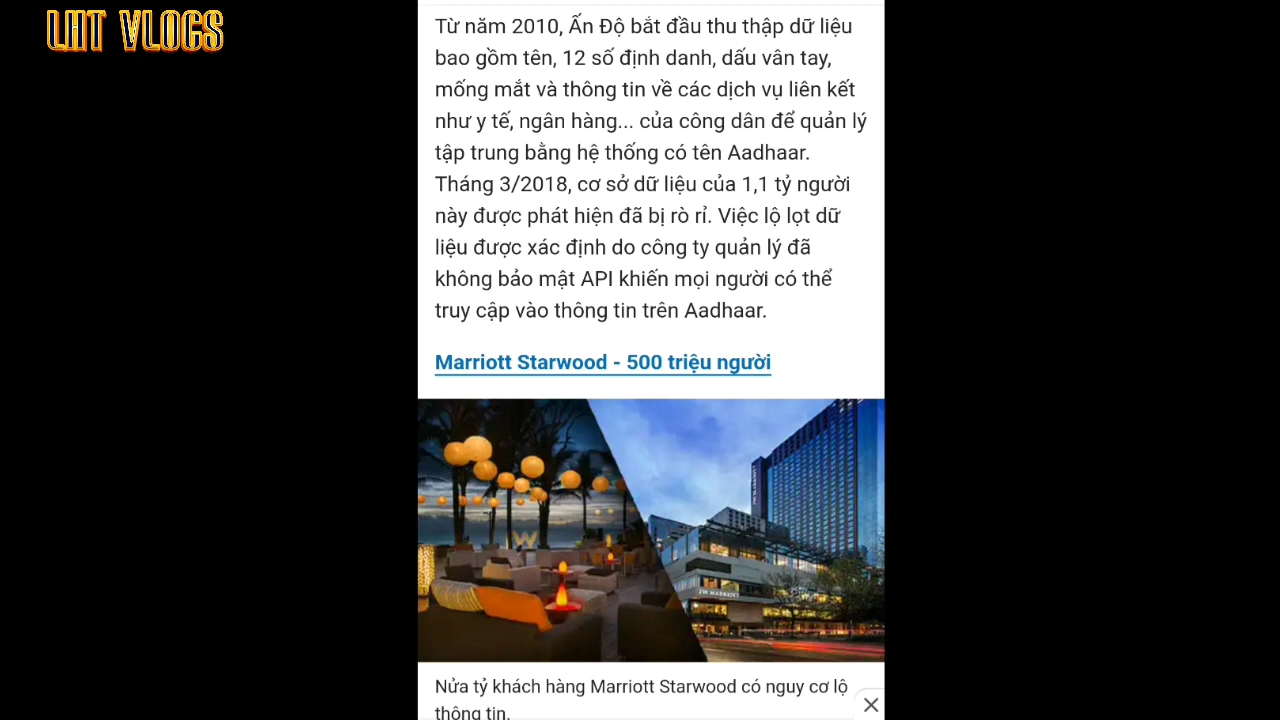 LHT VLOGS
Từ năm 2010, Ấn Độ bắt đầu thu thập dữ liệu
bao gồm tên, 12 số định danh, dấu vân tay,
mống mắt và thông tin về các dịch vụ liên kết
như y tế, ngân hàng... của công dân để quản lý
tập trung bằng hệ thống có tên Aadhaar.
Tháng 3/2018, cơ sở dữ liệu của 1,1 tỷ người
này được phát hiện đã bị rò rỉ. Việc lộ lọt dữ
liệu được xác định do công ty quản lý đã
không bảo mật API khiến mọi người có thể
truy cập vào thông tin trên Aadhaar.
Marriott Starwood - 500 triệu người
JW MARRIOTT
W
JW MARRIOTT
Nửa tỷ khách hàng Marriott Starwood có nguy cơ lộ
thông tin.